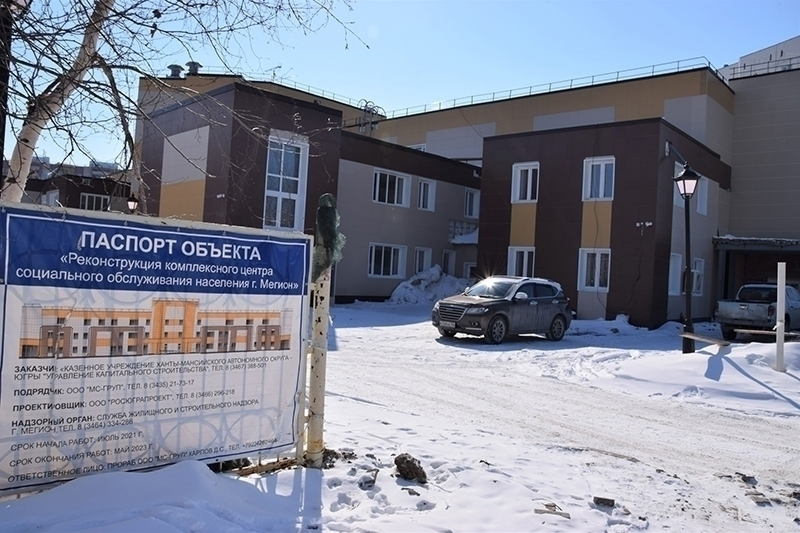 ПАСПОРТ ОБЪЕКТА
«Реконструкция комплексного центра
социального обслуживания населения г. Мегион»
ЗАКАЗЧИК: «КАЗЕННОЕ УЧРЕЖДЕНИЕ ХАНТЫ-МАНСИЙСКОГО АВТОНОМНОГО ОКРУГА -
ЮГРЫ "УПРАВЛЕНИЕ КАПИТАЛЬНОГО СТРОИТЕЛЬСТВА", ТЕЛ. 8 (3467) 388-501
ПОДРЯДЧИК: ООО "МС-ГРУП", ТЕЛ. 8 (3435) 21-73-17
ПРОЕКТИОВЩИК: ООО "РОСЮГРАПРОЕКТ", ТЕЛ. 8 (3466) 296-218
НАДЗОРНЫЙ ОРГАН: СЛУЖБА ЖИЛИЩНОГО И СТРОИТЕЛЬНОГО НАДЗОРА
Г. МЕГИОН, ТЕЛ. 8 (3466) 334-286
СРОК НАЧАЛА РАБОТ: ИЮЛЬ 2021 Г.
СРОК ОКОНЧАНИЯ РАБОТ: МАЙ 2023 Г.
ОТВЕТСТВЕННОЕ ЛИЦО: ПРОРАБ ООО "МС-ГРУП" КАРПОВ Д.С., ТЕЛ.